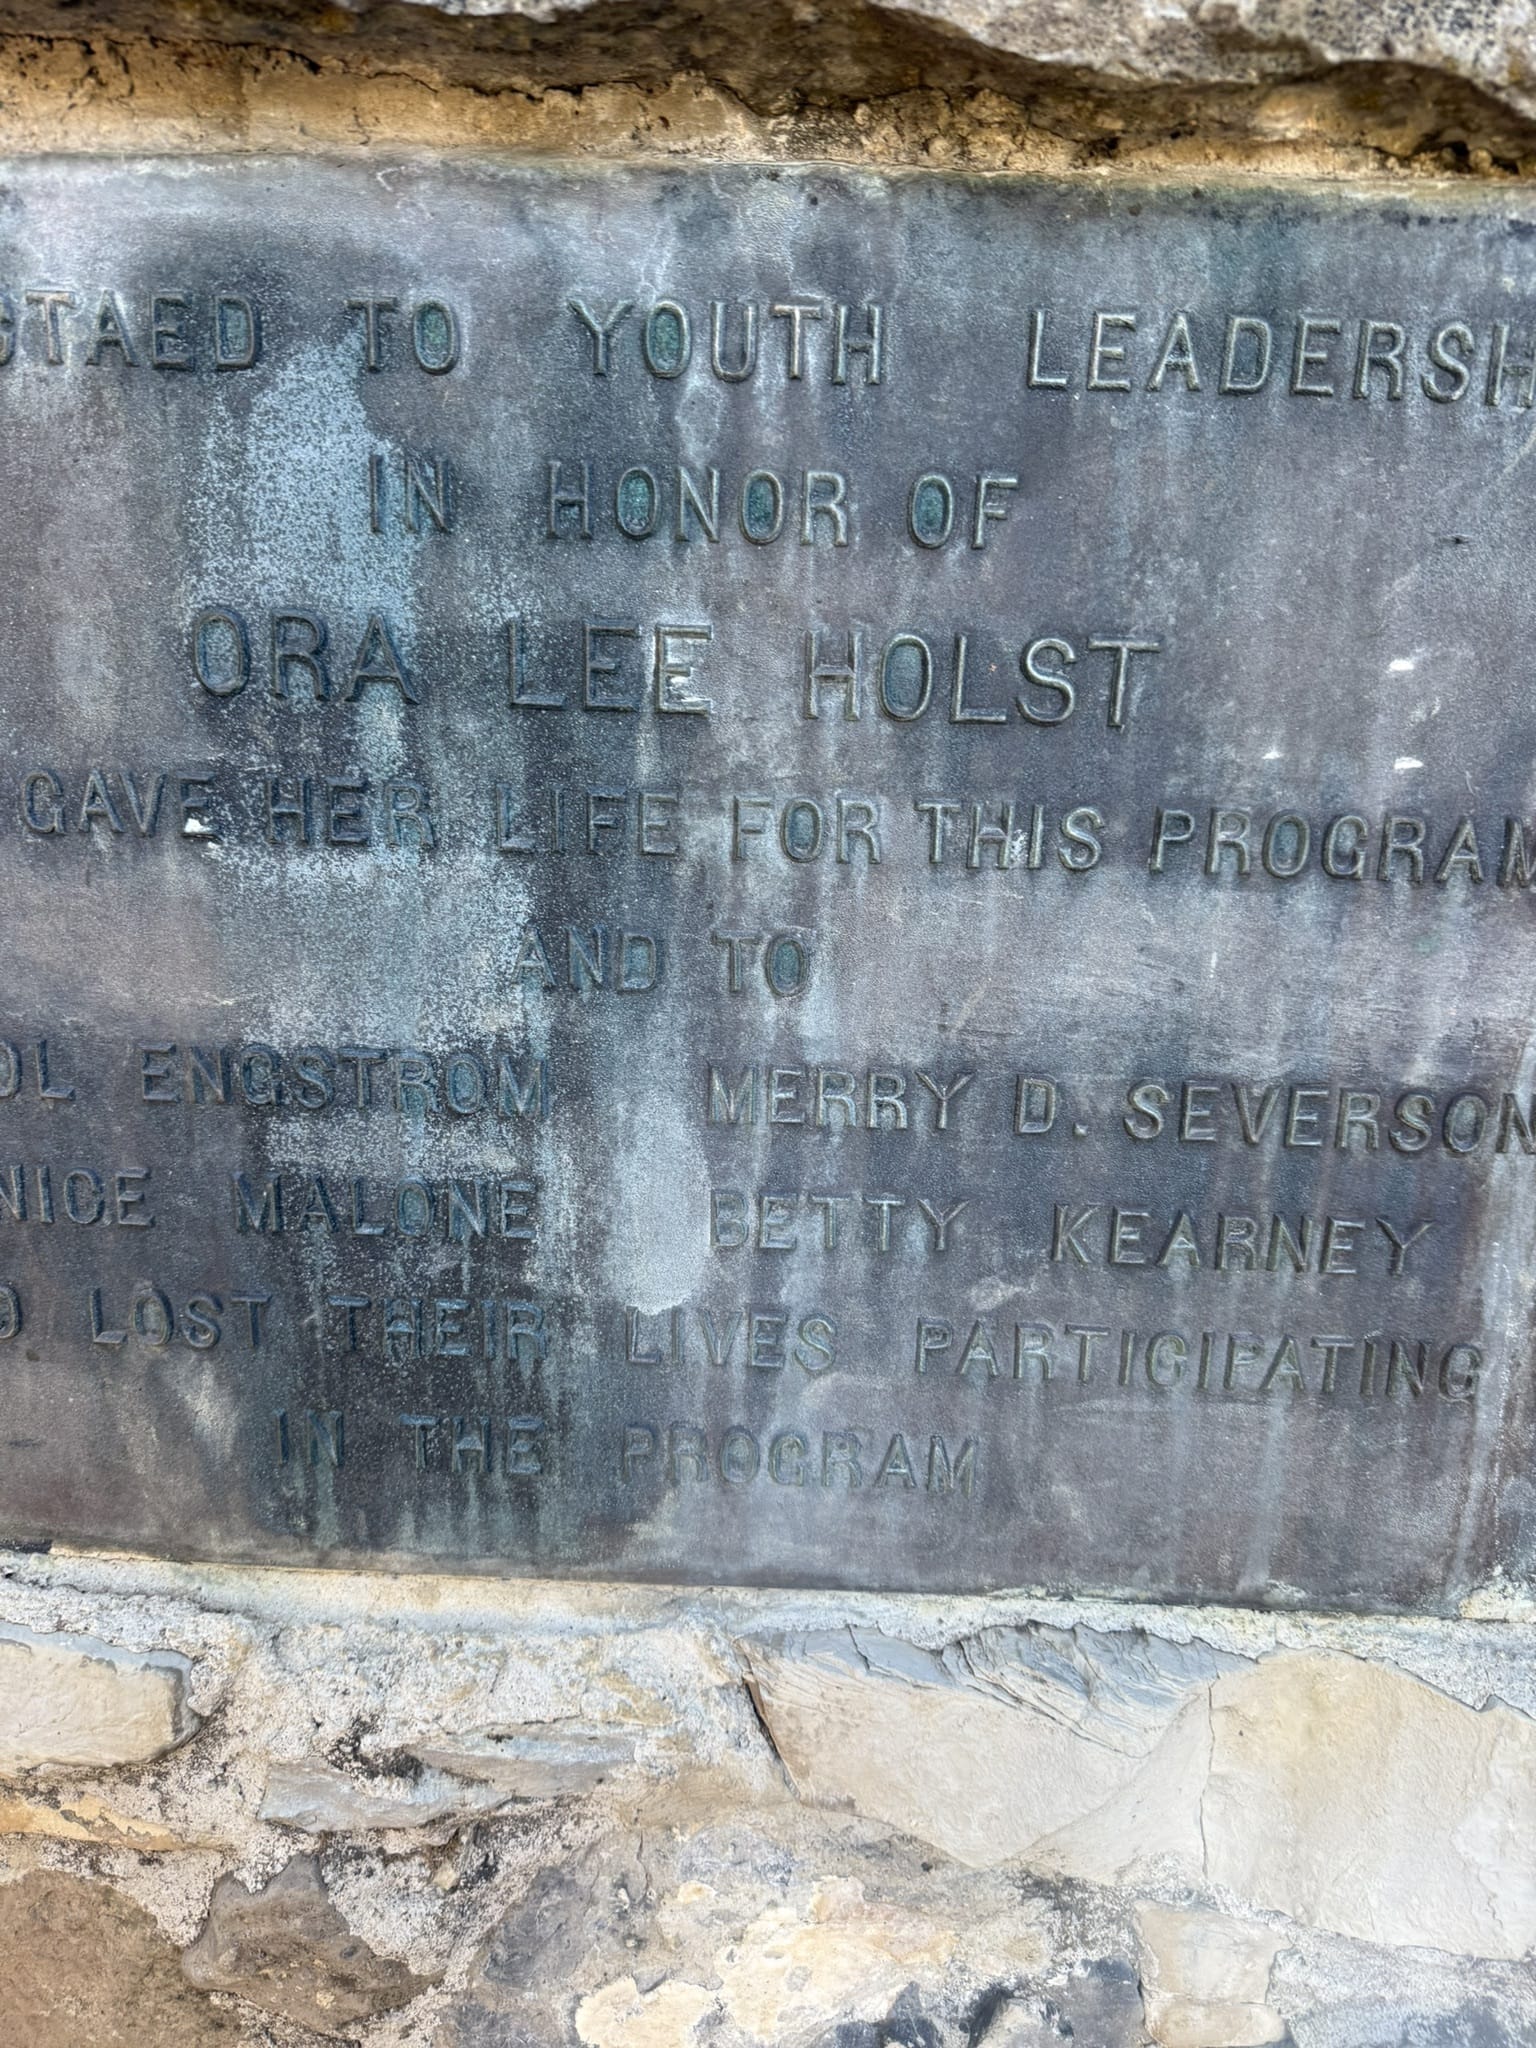 CTAED TO YOUTH LEADERSH
IN HONOR OF
ORA LEE HOLST
GAVE HER LIFE FOR THIS PROGRAM
AND TO
OL ENGSTROM MERRY D. SEVERSON
NICE MALONE BETTY KEARNEY
O LOST THEIR LIVES PARTICIPATING
IN THE PROGRAM